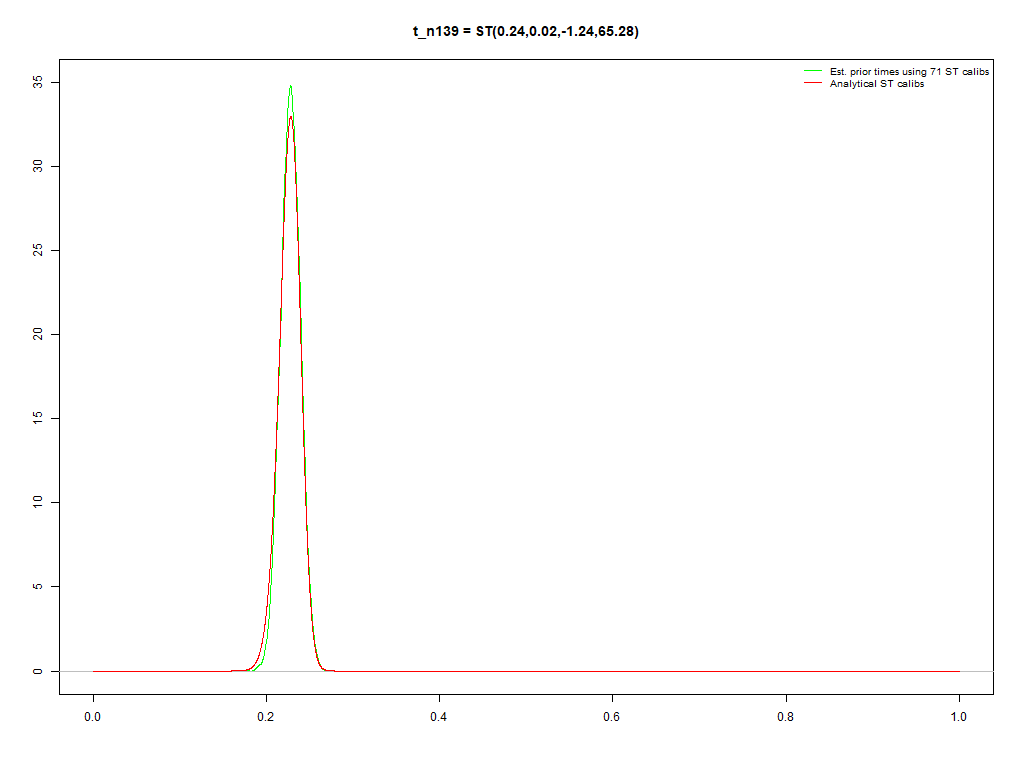 t_n139 = ST(0.24,0.02,-1.24,65.28)
Est. prior times using 71 ST calibs
Analytical ST calibs
35
30
25
20
15
10
5
0
0.0 0.2 0.4 0.6 0.8 1.0